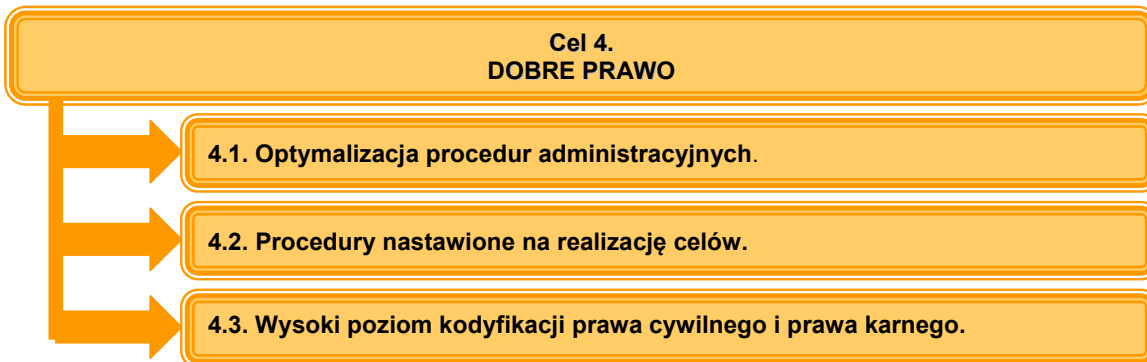 Cel 4.
DOBRE PRAWO
4.1. Optymalizacja procedur administracyjnych.
4.2. Procedury nastawione na realizację celów.
4.3. Wysoki poziom kodyfikacji prawa cywilnego i prawa karnego.